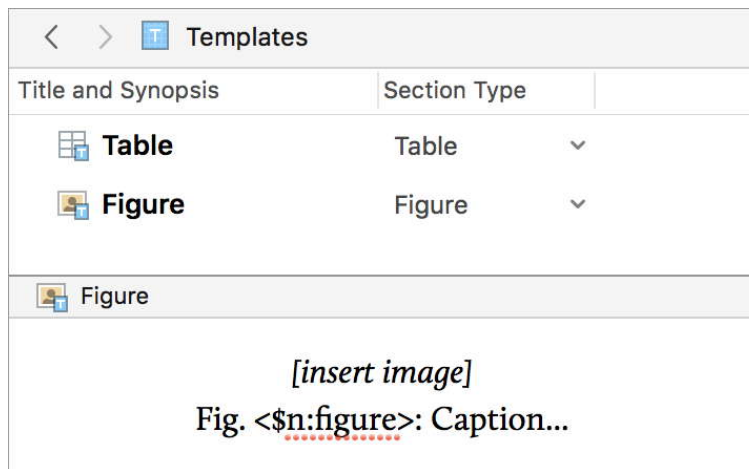 Templates
Title and Synopsis Section Type
Table Table
Figure Figure
Figure
[insert image]
Fig. <$n:figure>: Caption...